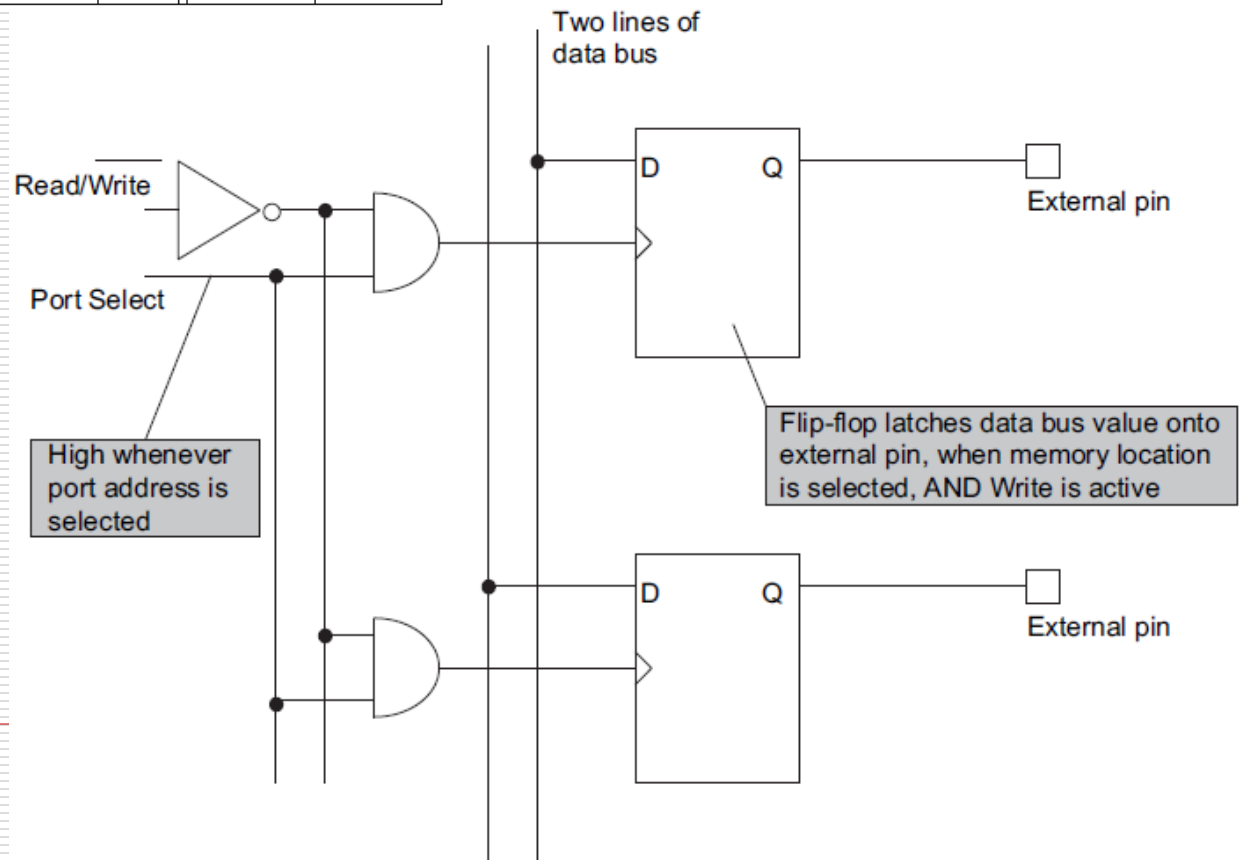 Two lines of
data bus
Read/Write
D Q
External pin
Port Select
High whenever
port address is
selected
Flip-flop latches data bus value onto
external pin, when memory location
is selected, AND Write is active
D Q
External pin